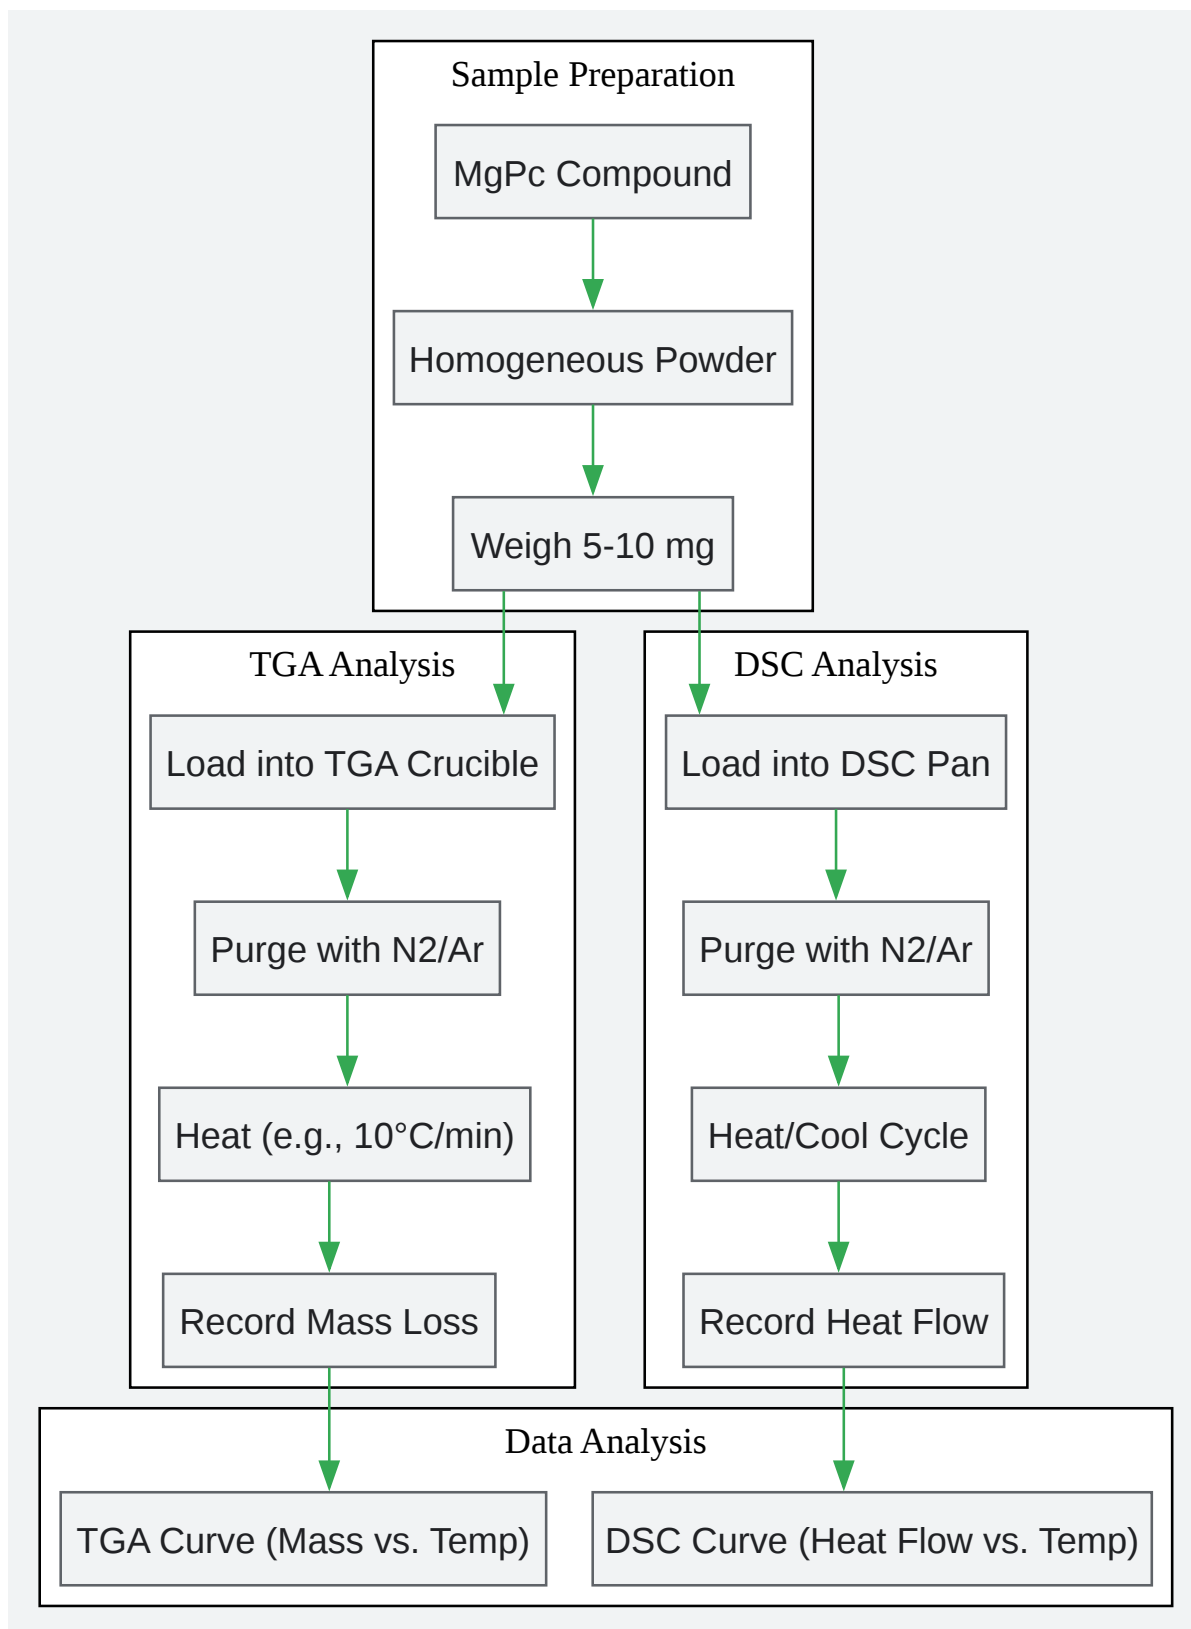 Sample Preparation
MgPc Compound
Homogeneous Powder
Weigh 5-10 mg
TGA Analysis
Load into TGA Crucible
Purge with N2/Ar
Heat (e.g., 10°C/min)
Record Mass Loss
DSC Analysis
Load into DSC Pan
Purge with N2/Ar
Heat/Cool Cycle
Record Heat Flow
Data Analysis
TGA Curve (Mass vs. Temp)
DSC Curve (Heat Flow vs. Temp)